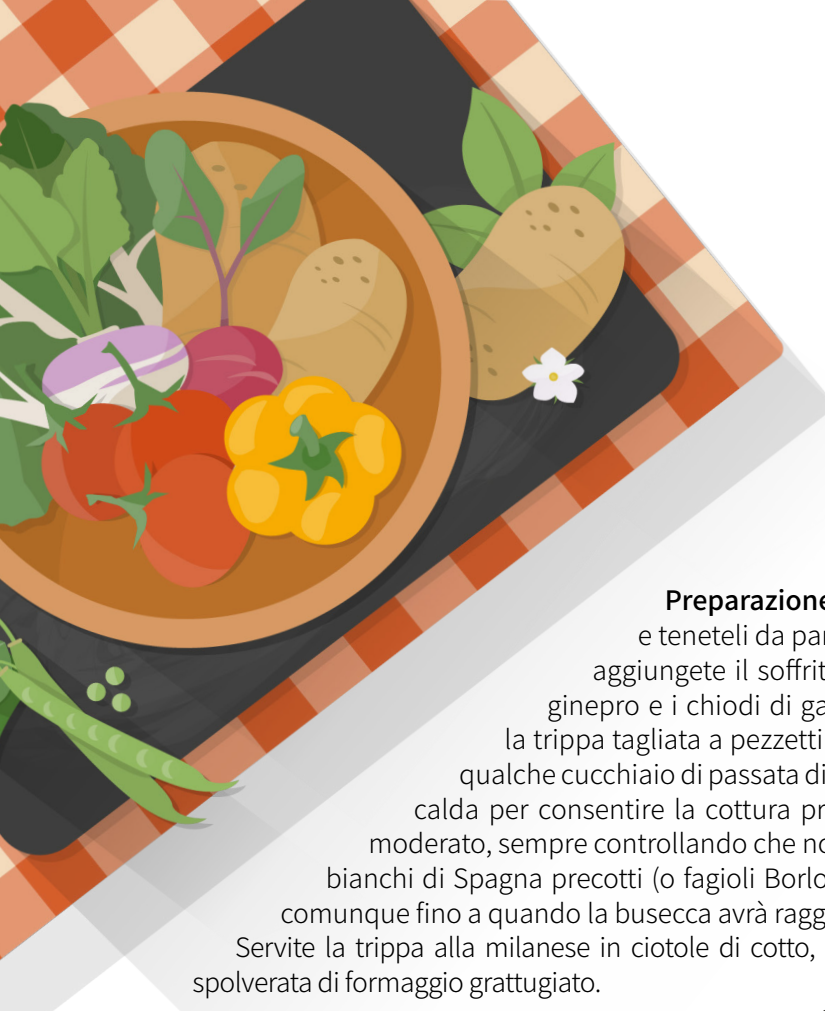 Preparazione
e teneteli da par
aggiungete il soffrit
ginepro e i chiodi di ga
la trippa tagliata a pezzetti
qualche cucchiaio di passata di
calda per consentire la cottura pr
moderato, sempre controllando che no
bianchi di Spagna precotti (o fagioli Borlo
comunque fino a quando la busecca avrà ragg
Servite la trippa alla milanese in ciotole di cotto,
spolverata di formaggio grattugiato.